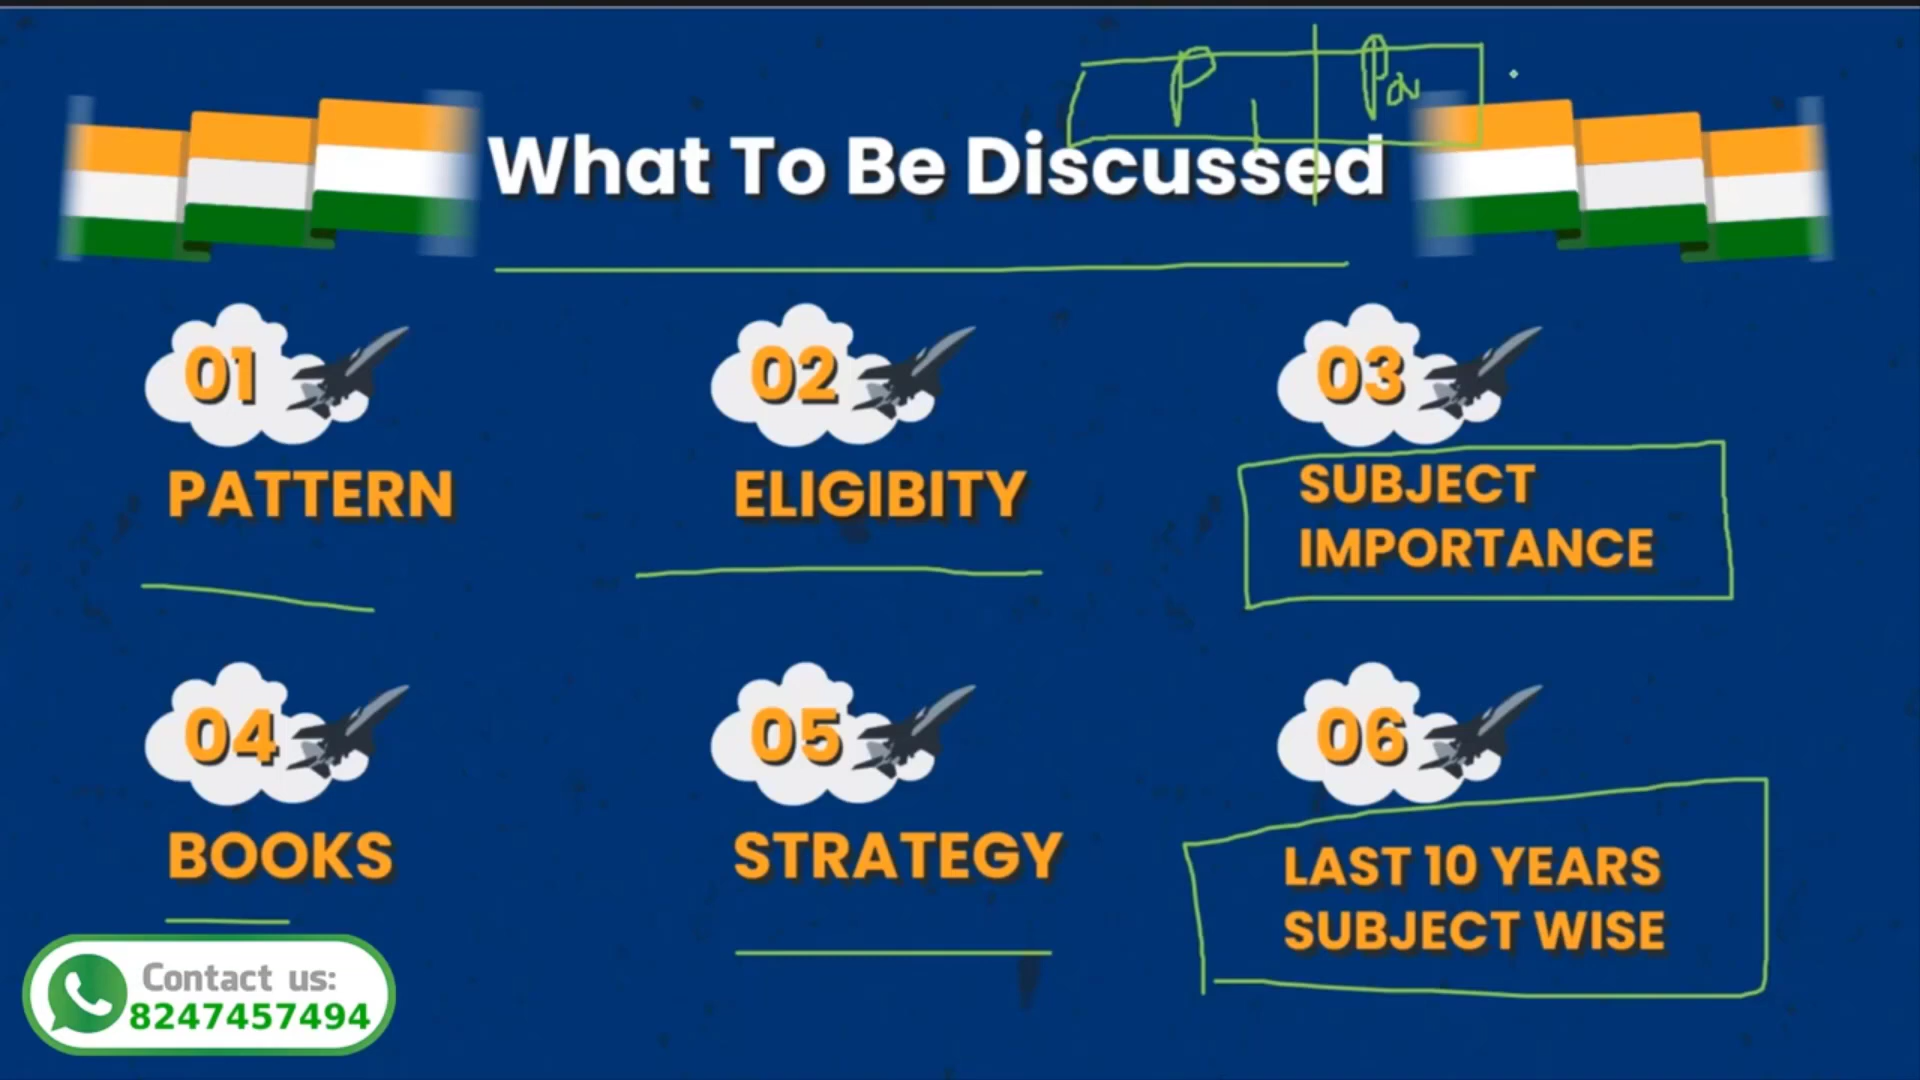 What To Be Discussed
01
02
03
PATTERN
ELIGIBITY
SUBJECT
IMPORTANCE
04
05
06
BOOKS
STRATEGY
LAST 10 YEARS
SUBJECT WISE
Contact us:
8247457494